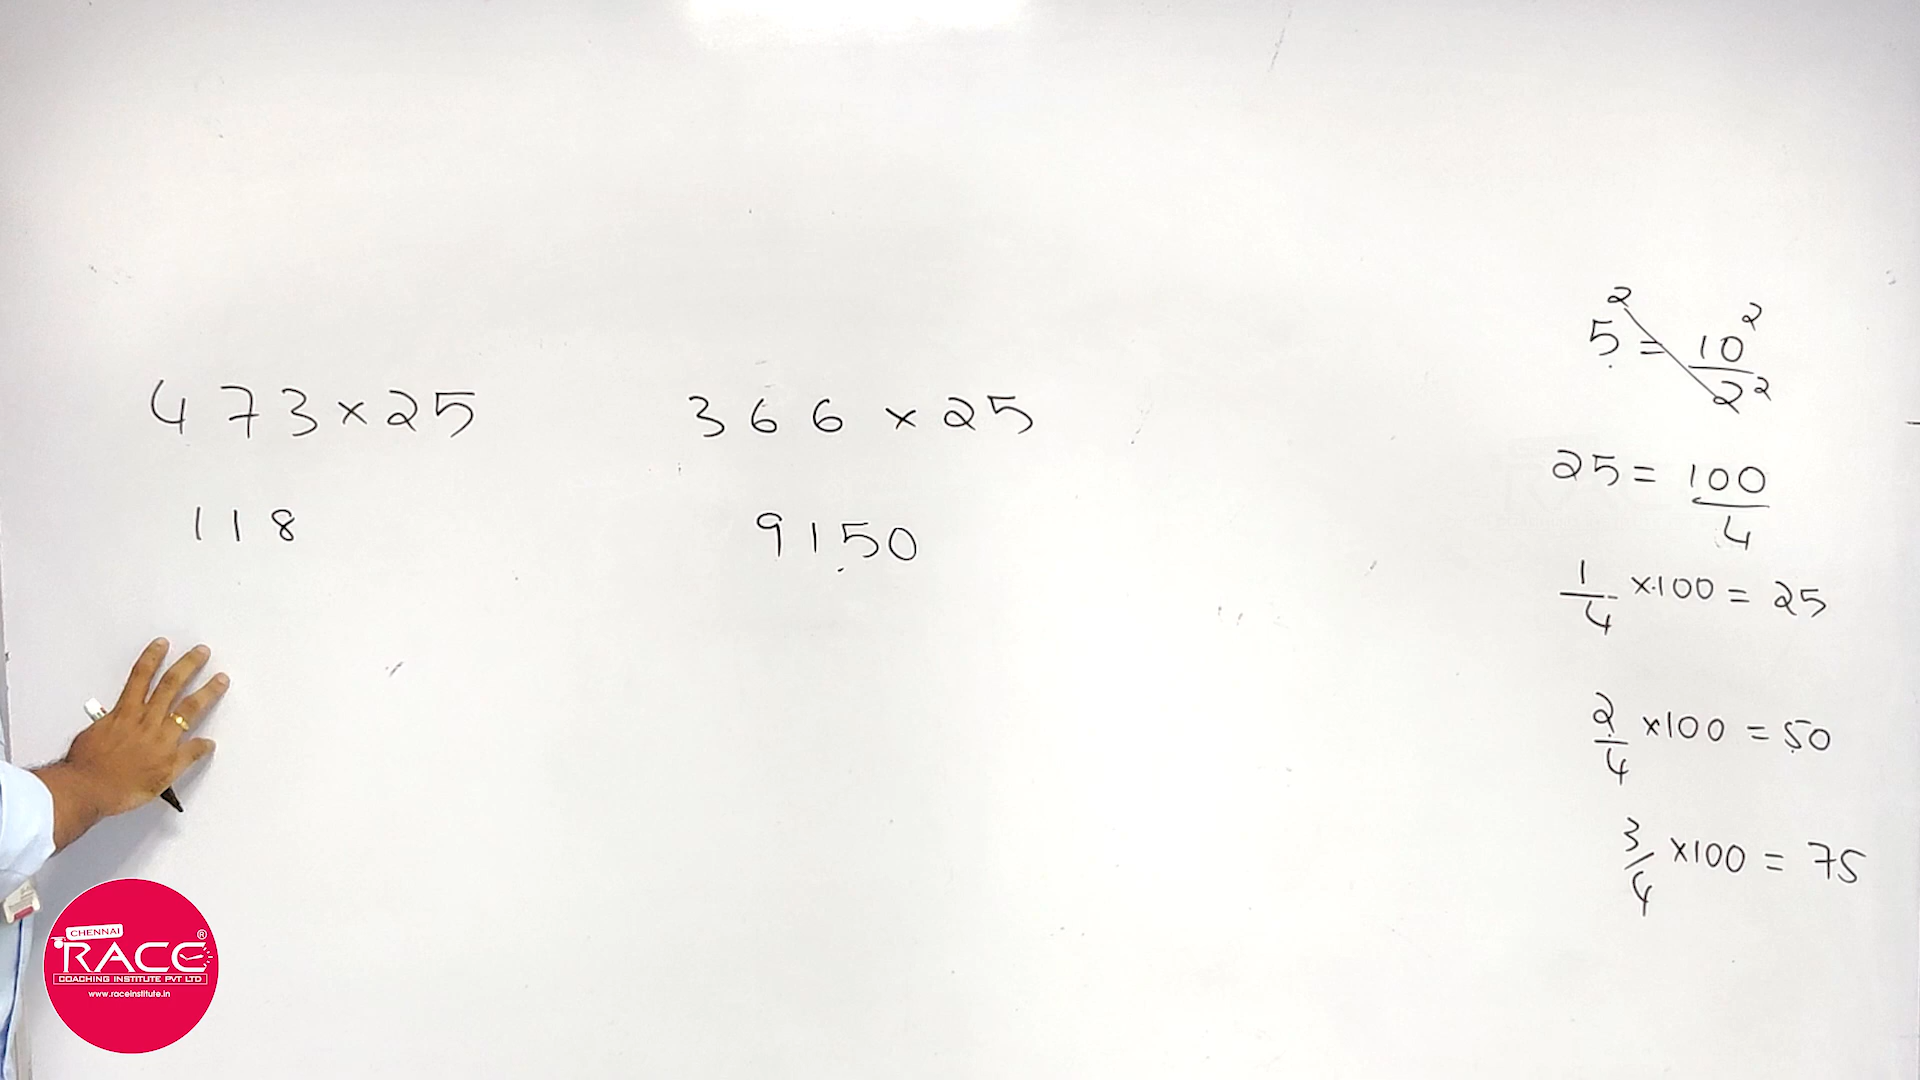 473×25
118
366×25
9150
5² = 10²/2²
25 = 100/4
1/4 ×100 = 25
2/4 ×100 = 50
3/4 ×100 = 75
CHENNAI
RACE®
COACHING INSTITUTE PVT LTD
www.raceinstitute.in